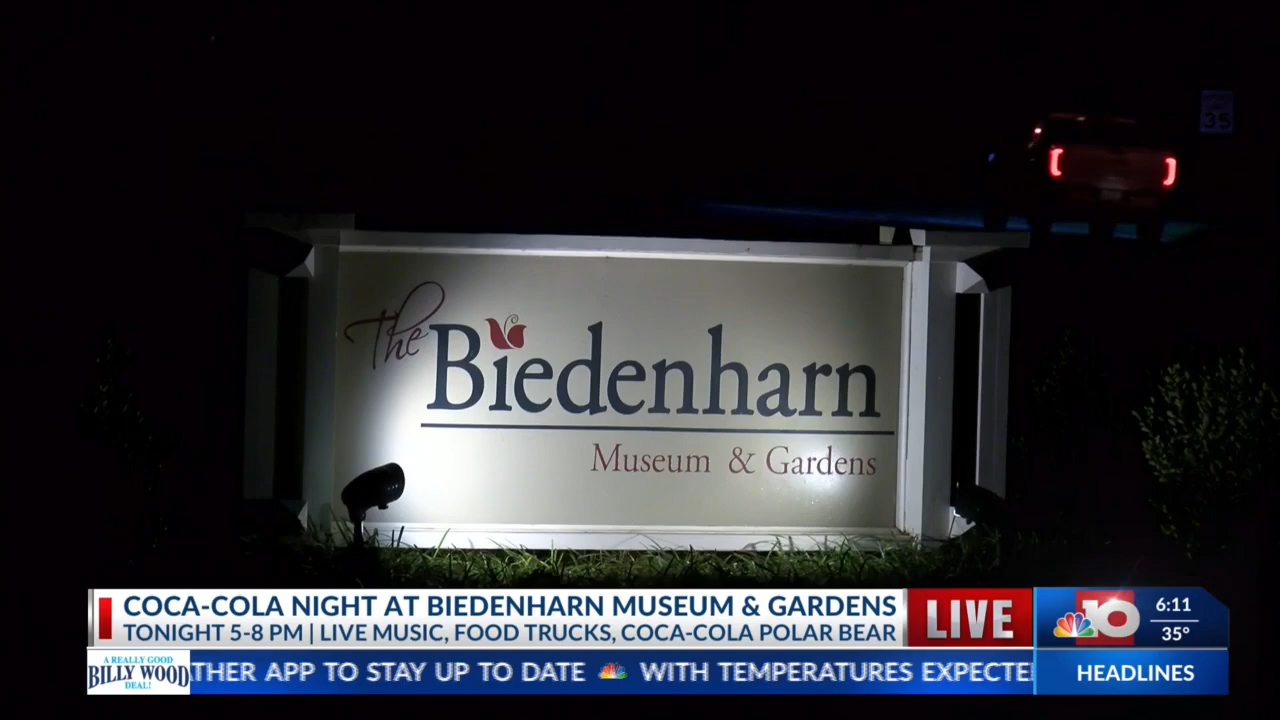 35
The
Biedenharn
Museum & Gardens
COCA-COLA NIGHT AT BIEDENHARN MUSEUM & GARDENS
TONIGHT 5-8 PM | LIVE MUSIC, FOOD TRUCKS, COCA-COLA POLAR BEAR
LIVE
10
6:11
35°
A REALLY GOOD
BILLY WOOD
DEAL!
THER APP TO STAY UP TO DATE WITH TEMPERATURES EXPECTE
HEADLINES